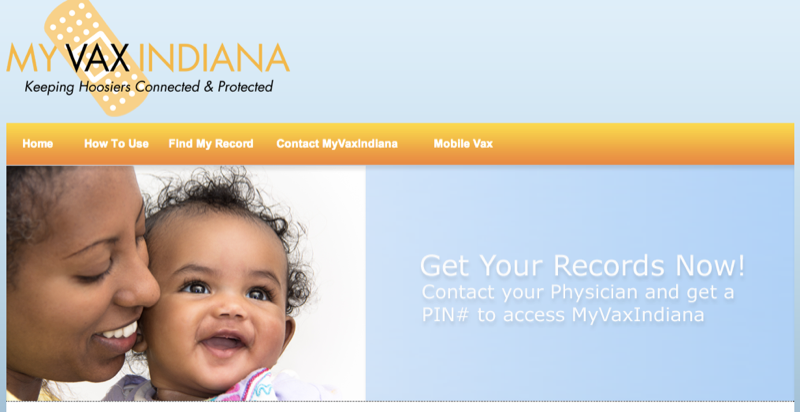 MY VAX INDIANA
Keeping Hoosiers Connected & Protected
Home How To Use Find My Record Contact MyVaxIndiana Mobile Vax
Get Your Records Now!
Contact your Physician and get a
PIN# to access MyVaxIndiana